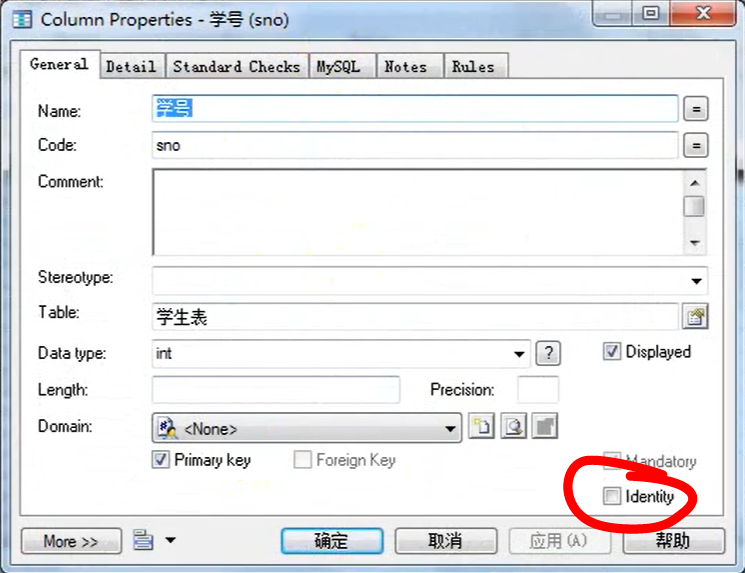 Column Properties - 学号 (sno)
General Detail Standard Checks MySQL Notes Rules
Name: 学号 =
Code: sno =
Comment:
Stereotype:
Table: 学生表
Data type: int ? Displayed
Length: Precision:
Domain: <None>
Primary key Foreign Key Mandatory
Identity
More >> 确定 取消 应用(A) 帮助